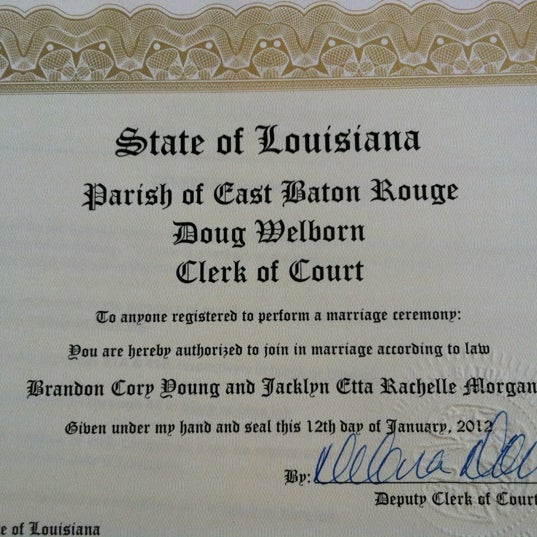 State of Louisiana
Parish of East Baton Rouge
Doug Welborn
Clerk of Court
To anyone registered to perform a marriage ceremony:
You are hereby authorized to join in marriage according to law
Brandon Cory Young and Jacklyn Etta Rachelle Morgan
Given under my hand and seal this 12th day of January, 2012
By:
Deputy Clerk of Court
e of Louisiana